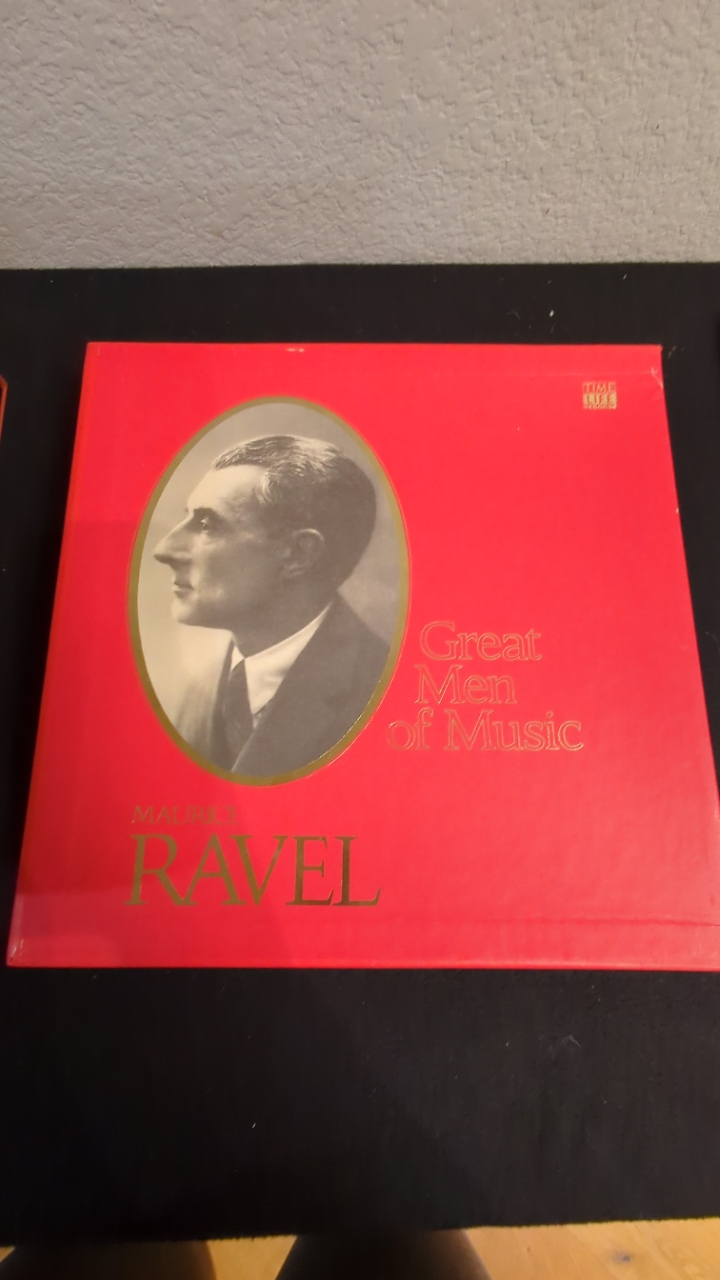 TIME
LIFE
Great
Men
of Music
MAURICE
RAVEL